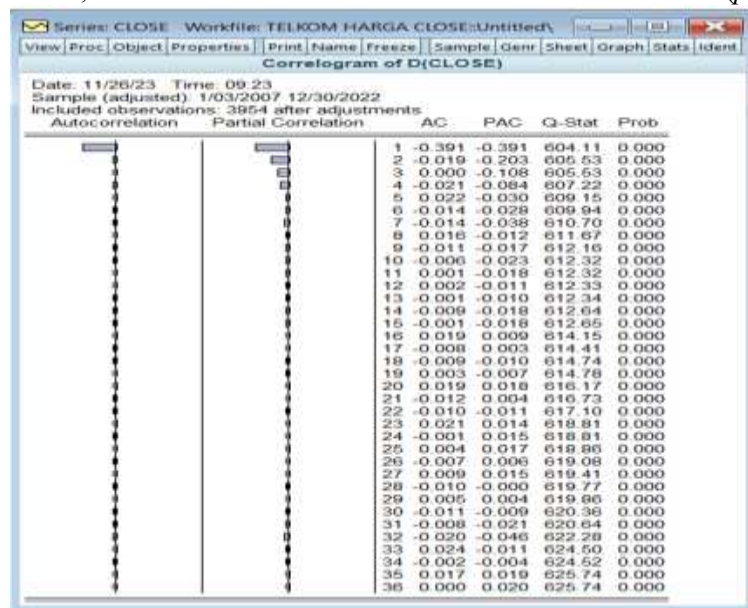 Series: CLOSE Workfile: TELKOM HARGA CLOSE::Untitled\
View Proc Object Properties Print Name Freeze Sample Genr Sheet Graph Stats Ident
Correlogram of D(CLOSE)
Date: 11/26/23 Time: 09:23
Sample (adjusted): 1/03/2007 12/30/2022
Included observations: 3954 after adjustments
Autocorrelation Partial Correlation AC PAC Q-Stat Prob
1 -0.391 -0.391 604.11 0.000
2 -0.019 -0.203 605.53 0.000
3 0.000 -0.108 605.53 0.000
4 -0.021 -0.084 607.22 0.000
5 0.022 -0.030 609.15 0.000
6 -0.014 -0.029 609.94 0.000
7 -0.014 -0.038 610.70 0.000
8 0.016 -0.012 611.67 0.000
9 -0.011 -0.017 612.16 0.000
10 -0.006 -0.023 612.32 0.000
11 0.001 -0.018 612.32 0.000
12 0.002 -0.011 612.33 0.000
13 -0.001 -0.010 612.34 0.000
14 -0.009 -0.018 612.64 0.000
15 -0.001 -0.018 612.65 0.000
16 0.019 0.009 614.15 0.000
17 -0.008 0.003 614.41 0.000
18 -0.009 -0.010 614.74 0.000
19 0.003 -0.007 614.78 0.000
20 0.019 0.018 616.17 0.000
21 -0.012 0.004 616.73 0.000
22 -0.010 -0.011 617.10 0.000
23 0.021 0.014 618.81 0.000
24 -0.001 0.015 618.81 0.000
25 0.004 0.017 618.86 0.000
26 -0.007 0.006 619.08 0.000
27 0.009 0.015 619.41 0.000
28 -0.010 -0.000 619.77 0.000
29 0.005 0.004 619.86 0.000
30 -0.011 -0.009 620.36 0.000
31 -0.008 -0.021 620.64 0.000
32 -0.020 -0.046 622.28 0.000
33 0.024 -0.011 624.50 0.000
34 -0.002 -0.004 624.52 0.000
35 0.017 0.019 625.74 0.000
36 0.000 0.020 625.74 0.000